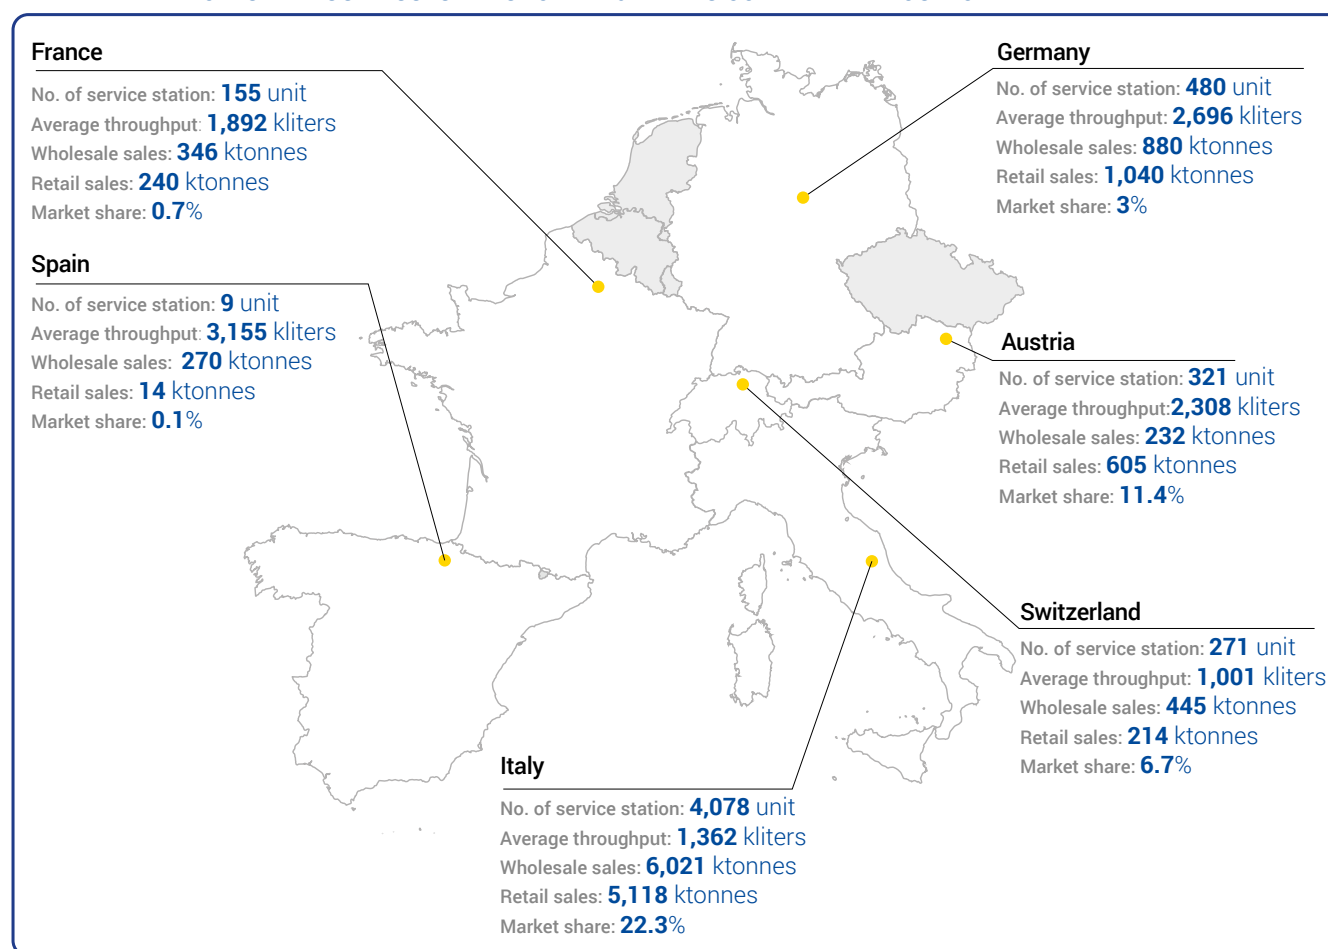 France
No. of service station: 155 unit
Average throughput: 1,892 kliters
Wholesale sales: 346 ktonnes
Retail sales: 240 ktonnes
Market share: 0.7%
Spain
No. of service station: 9 unit
Average throughput: 3,155 kliters
Wholesale sales: 270 ktonnes
Retail sales: 14 ktonnes
Market share: 0.1%
Germany
No. of service station: 480 unit
Average throughput: 2,696 kliters
Wholesale sales: 880 ktonnes
Retail sales: 1,040 ktonnes
Market share: 3%
Austria
No. of service station: 321 unit
Average throughput:2,308 kliters
Wholesale sales: 232 ktonnes
Retail sales: 605 ktonnes
Market share: 11.4%
Switzerland
No. of service station: 271 unit
Average throughput: 1,001 kliters
Wholesale sales: 445 ktonnes
Retail sales: 214 ktonnes
Market share: 6.7%
Italy
No. of service station: 4,078 unit
Average throughput: 1,362 kliters
Wholesale sales: 6,021 ktonnes
Retail sales: 5,118 ktonnes
Market share: 22.3%